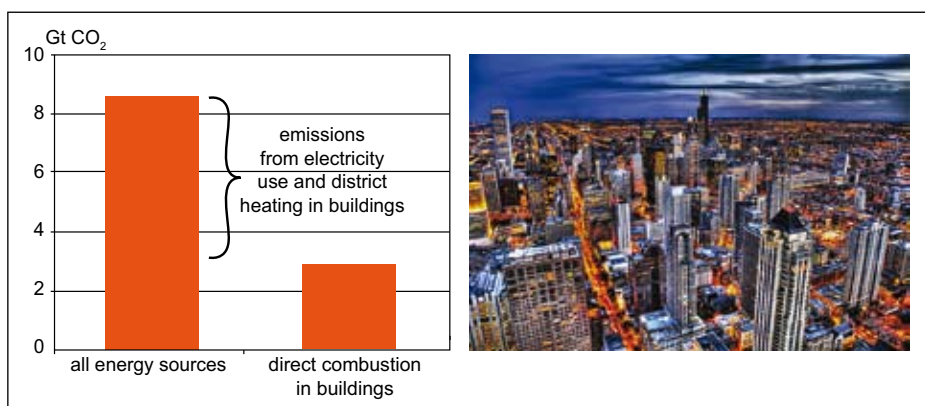 Gt CO2
10
8
6
4
2
0
emissions
from electricity
use and district
heating in buildings
all energy sources
direct combustion
in buildings